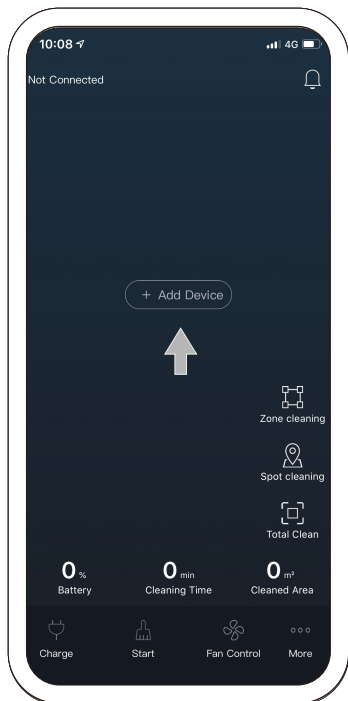 10:08 4G
Not Connected
+ Add Device
Zone cleaning
Spot cleaning
Total Clean
0 % 0 min 0 m²
Battery Cleaning Time Cleaned Area
Charge Start Fan Control More